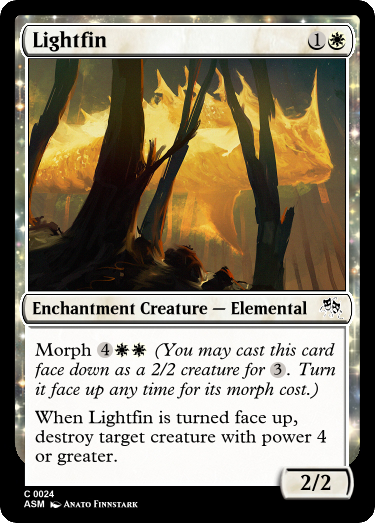 Lightfin 1
Enchantment Creature — Elemental
Morph 4 (You may cast this card
face down as a 2/2 creature for 3. Turn
it face up any time for its morph cost.)
When Lightfin is turned face up,
destroy target creature with power 4
or greater.
2/2
C 0024
ASM Anato Finnstark